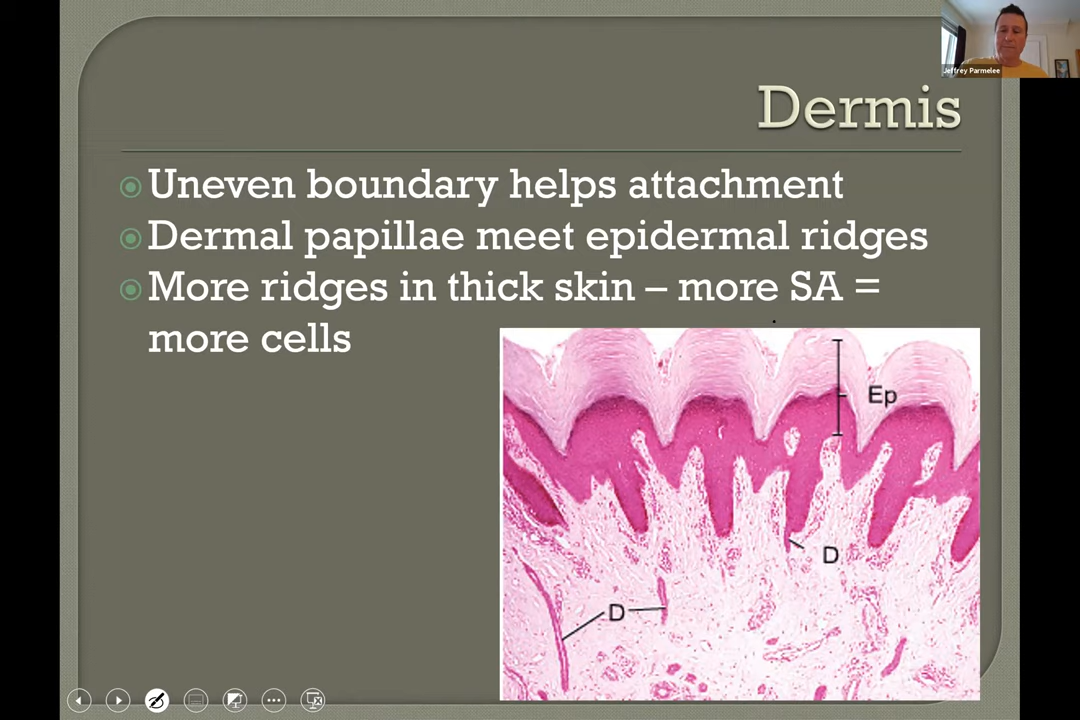 Jeffrey Parmelee
Dermis
Uneven boundary helps attachment
Dermal papillae meet epidermal ridges
More ridges in thick skin – more SA =
more cells
Ep
D
D